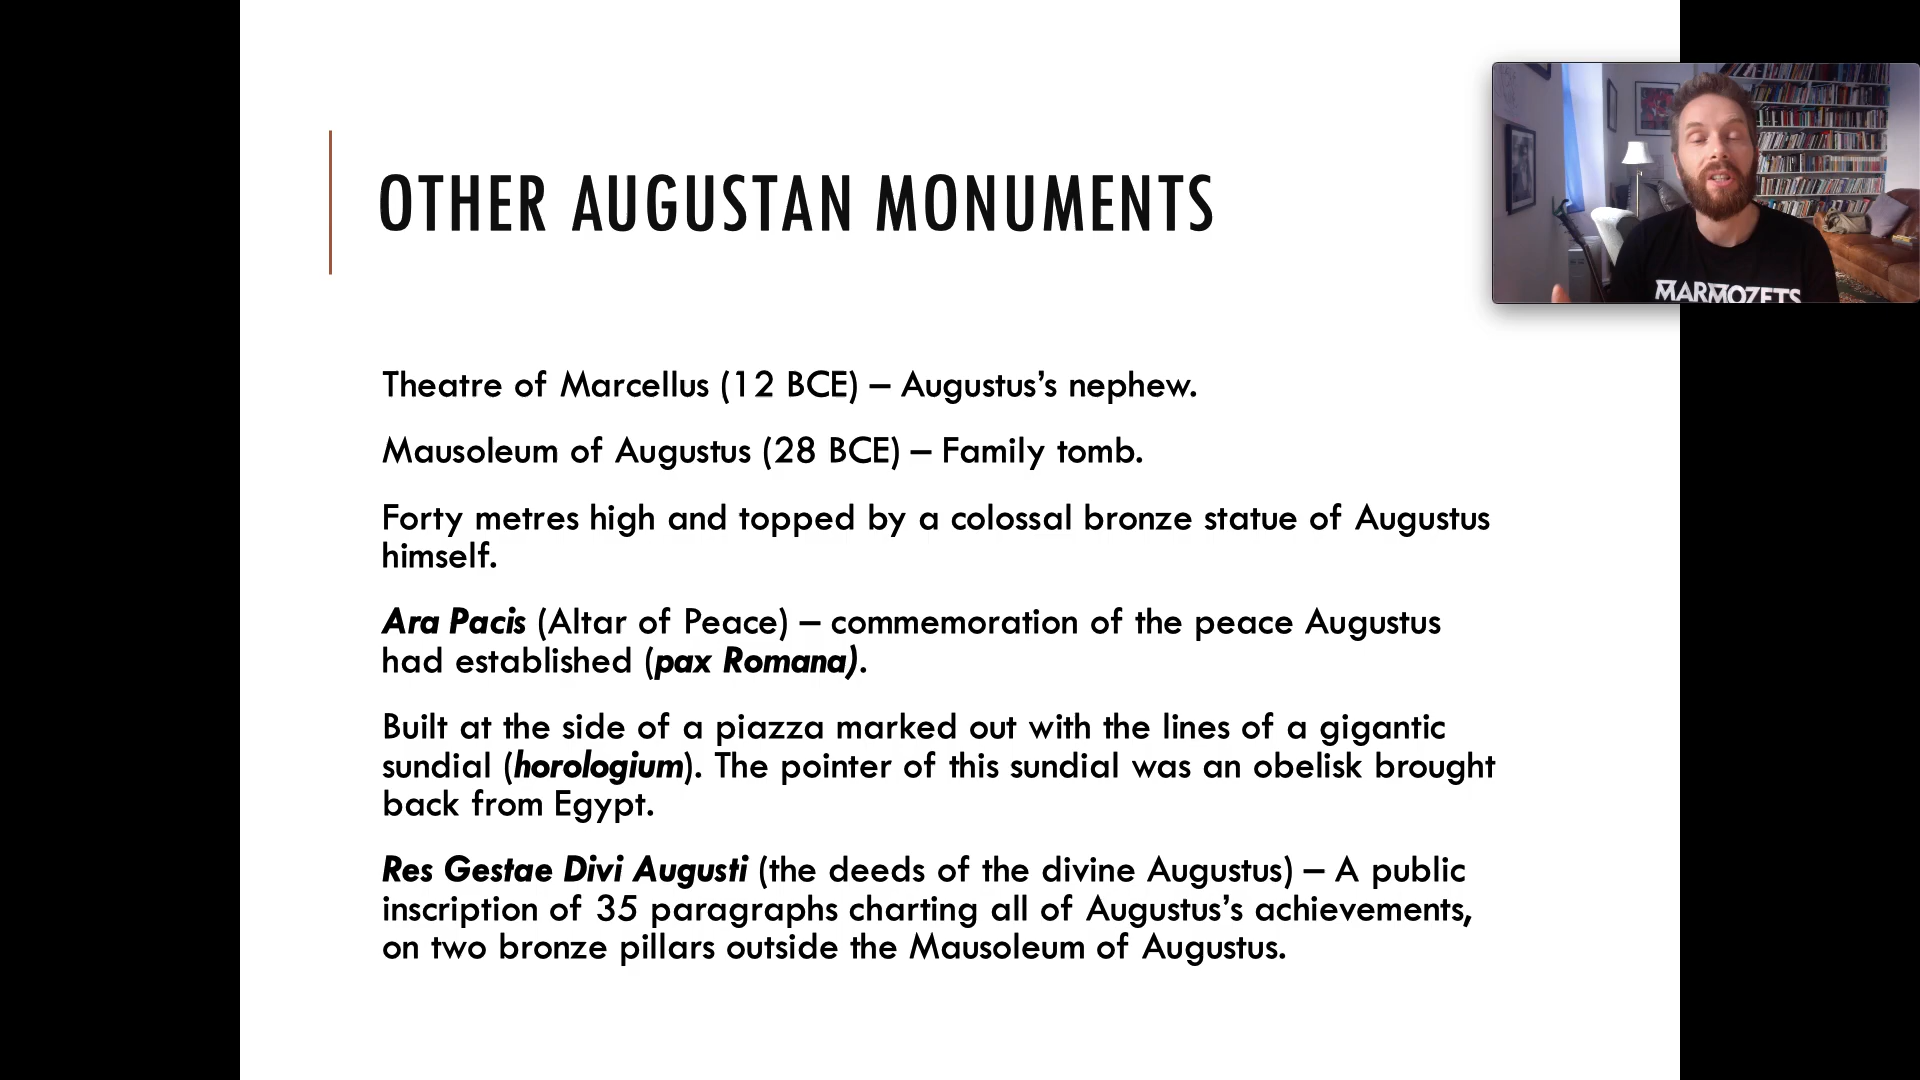 OTHER AUGUSTAN MONUMENTS
MARMOZETS
Theatre of Marcellus (12 BCE) – Augustus’s nephew.
Mausoleum of Augustus (28 BCE) – Family tomb.
Forty metres high and topped by a colossal bronze statue of Augustus
himself.
Ara Pacis (Altar of Peace) – commemoration of the peace Augustus
had established (pax Romana).
Built at the side of a piazza marked out with the lines of a gigantic
sundial (horologium). The pointer of this sundial was an obelisk brought
back from Egypt.
Res Gestae Divi Augusti (the deeds of the divine Augustus) – A public
inscription of 35 paragraphs charting all of Augustus’s achievements,
on two bronze pillars outside the Mausoleum of Augustus.